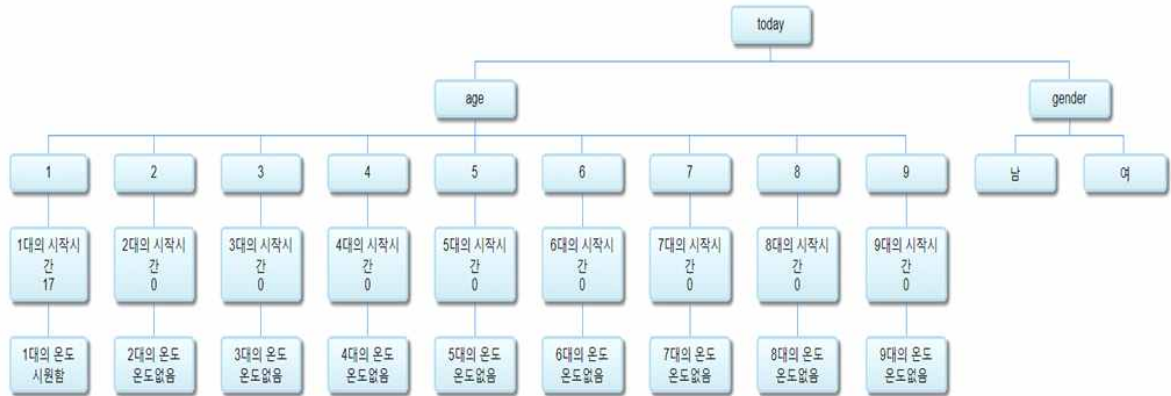 today
age
gender
1
2
3
4
5
6
7
8
9
남
여
1대의 시작시
간
17
2대의 시작시
간
0
3대의 시작시
간
0
4대의 시작시
간
0
5대의 시작시
간
0
6대의 시작시
간
0
7대의 시작시
간
0
8대의 시작시
간
0
9대의 시작시
간
0
1대의 온도
시원함
2대의 온도
온도없음
3대의 온도
온도없음
4대의 온도
온도없음
5대의 온도
온도없음
6대의 온도
온도없음
7대의 온도
온도없음
8대의 온도
온도없음
9대의 온도
온도없음